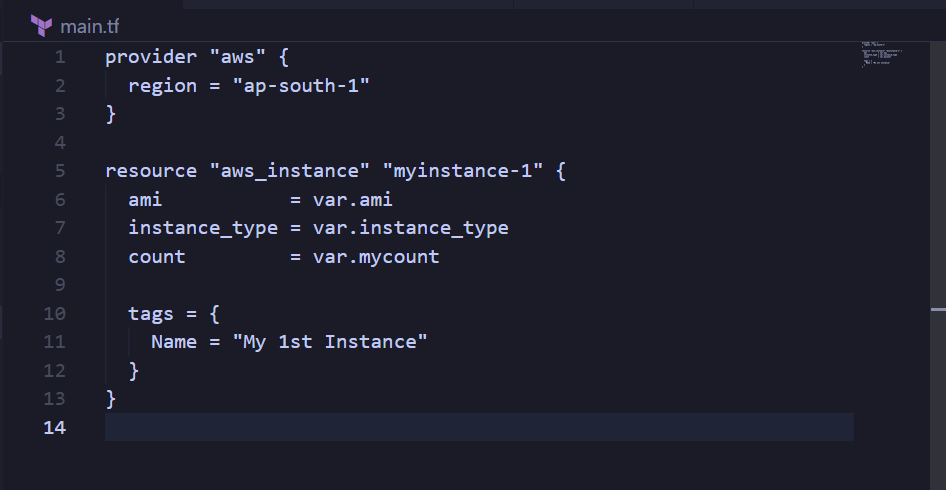 main.tf
1 provider "aws" {
2   region = "ap-south-1"
3 }
4
5 resource "aws_instance" "myinstance-1" {
6   ami           = var.ami
7   instance_type = var.instance_type
8   count         = var.mycount
9
10   tags = {
11     Name = "My 1st Instance"
12   }
13 }
14